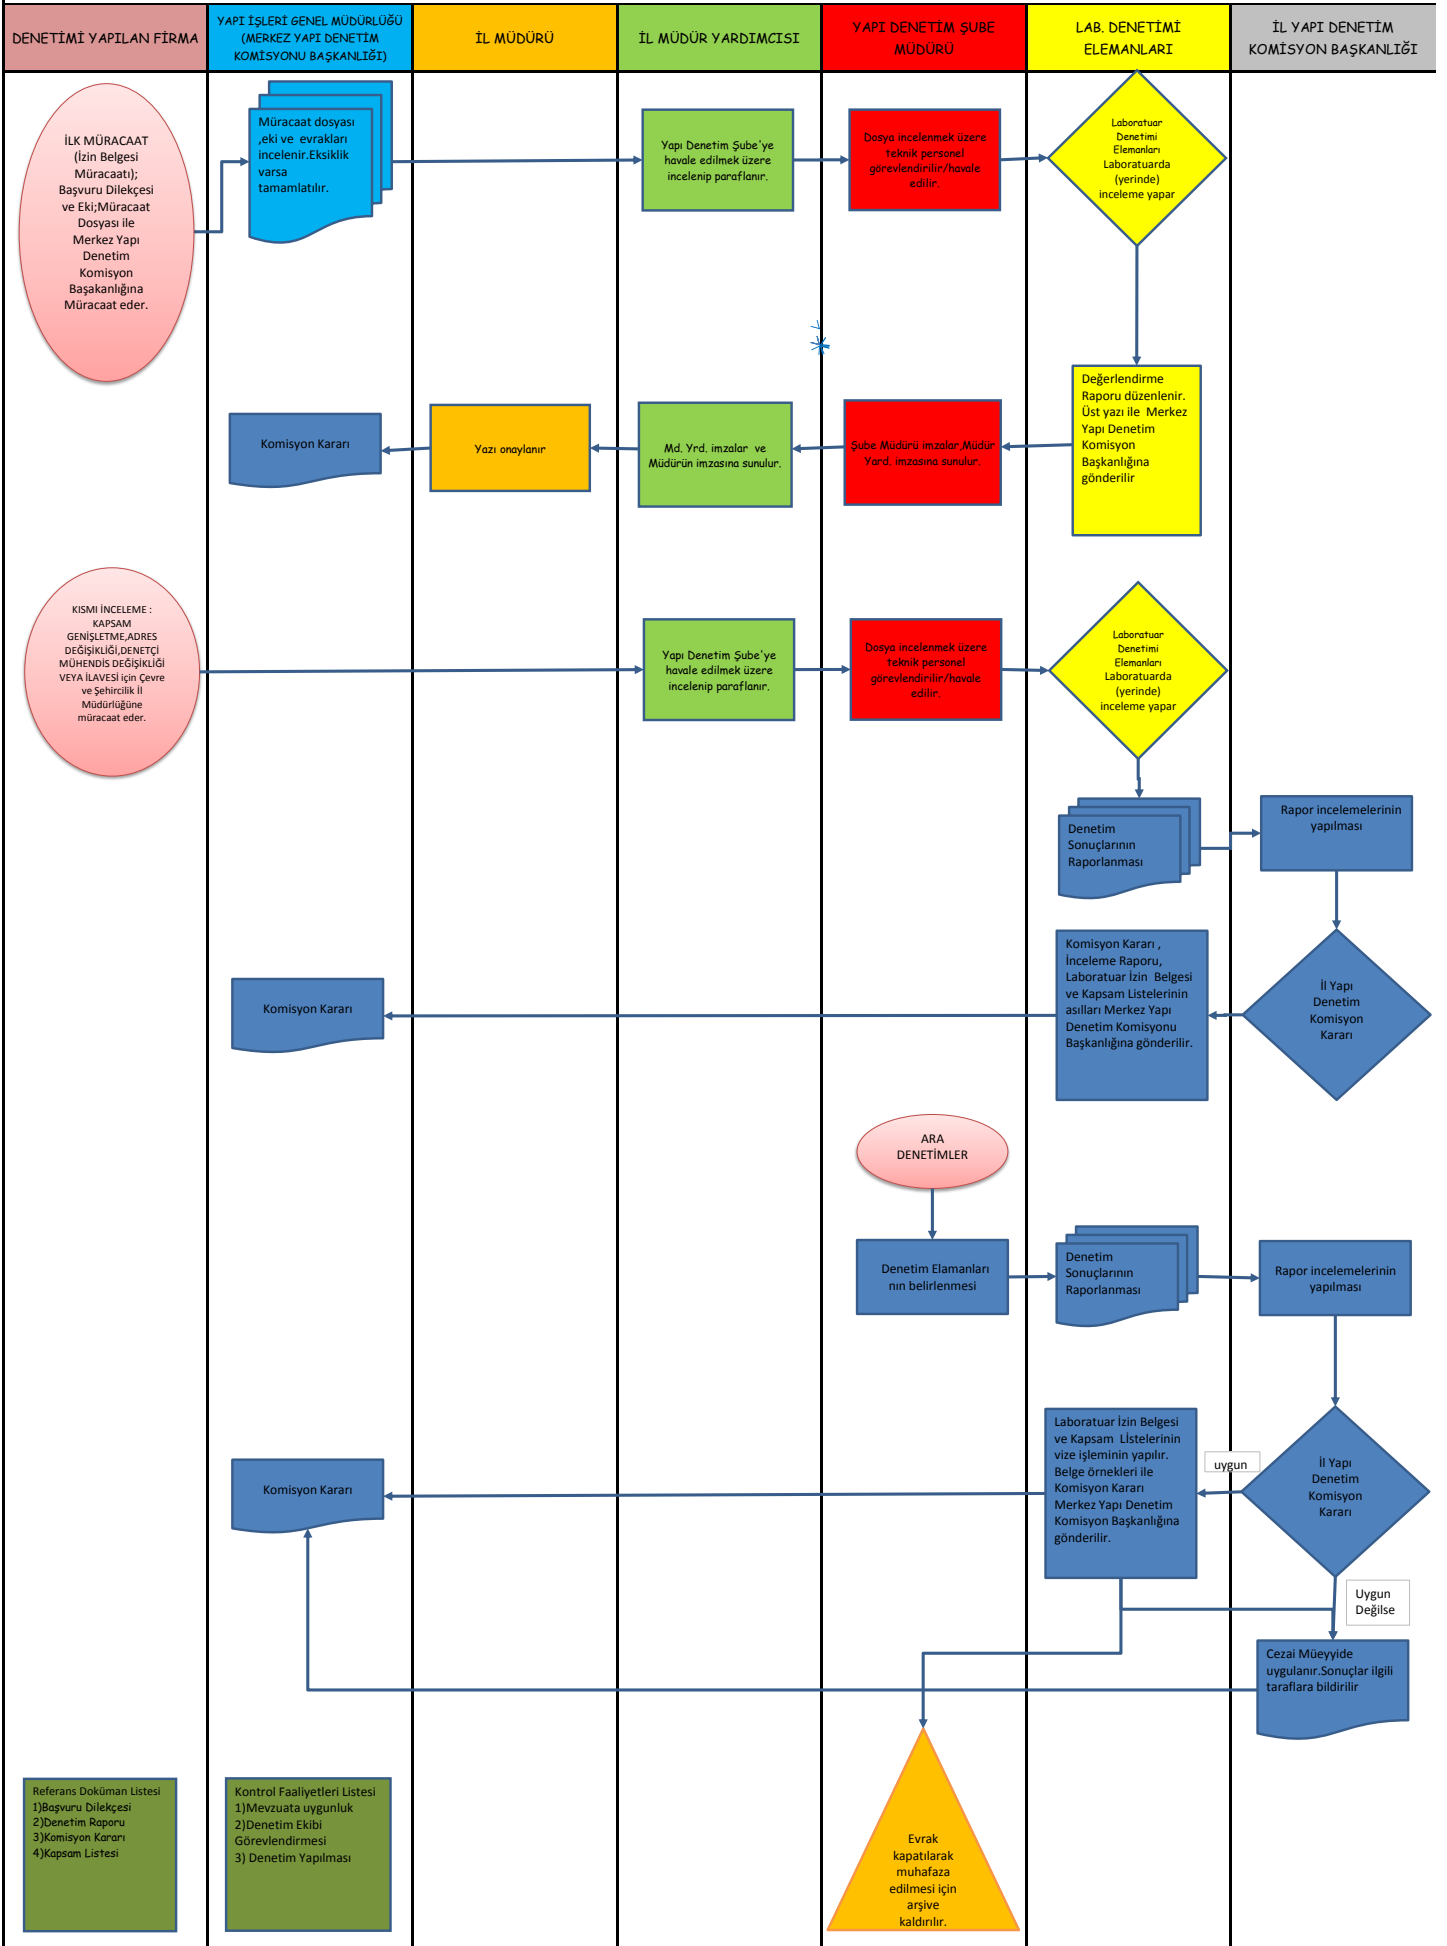 DENETİMİ YAPILAN FİRMA
YAPI İŞLERİ GENEL MÜDÜRLÜĞÜ
(MERKEZ YAPI DENETİM
KOMİSYONU BAŞKANLIĞI)
İL MÜDÜRÜ
İL MÜDÜR YARDIMCISI
YAPI DENETİM ŞUBE
MÜDÜRÜ
LAB. DENETİMİ
ELEMANLARI
İL YAPI DENETİM
KOMİSYON BAŞKANLIĞI
İLK MÜRACAAT
(İzin Belgesi
Müracaatı);
Başvuru Dilekçesi
ve Eki;Müracaat
Dosyası ile
Merkez Yapı
Denetim
Komisyon
Başakanlığına
Müracaat eder.
Müracaat dosyası
,eki ve evrakları
incelenir.Eksiklik
varsa
tamamlatılır.
Yapı Denetim Şube'ye
havale edilmek üzere
incelenip paraflanır.
Dosya incelenmek üzere
teknik personel
görevlendirilir/havale
edilir.
Laboratuar
Denetimi
Elemanları
Laboratuarda
(yerinde)
inceleme yapar
Değerlendirme
Raporu düzenlenir.
Üst yazı ile Merkez
Yapı Denetim
Komisyon
Başkanlığına
gönderilir
Şube Müdürü imzalar,Müdür
Yard. imzasına sunulur.
Md. Yrd. imzalar ve
Müdürün imzasına sunulur.
Yazı onaylanır
Komisyon Kararı
KISMI İNCELEME :
KAPSAM
GENİŞLETME,ADRES
DEĞİŞİKLİĞİ,DENETÇİ
MÜHENDİS DEĞİŞİKLİĞİ
VEYA İLAVESİ için Çevre
ve Şehircilik İl
Müdürlüğüne
müracaat eder.
Yapı Denetim Şube'ye
havale edilmek üzere
incelenip paraflanır.
Dosya incelenmek üzere
teknik personel
görevlendirilir/havale
edilir.
Laboratuar
Denetimi
Elemanları
Laboratuarda
(yerinde)
inceleme yapar
Denetim
Sonuçlarının
Raporlanması
Rapor incelemelerinin
yapılması
İl Yapı
Denetim
Komisyon
Kararı
Komisyon Kararı ,
İnceleme Raporu,
Laboratuar İzin Belgesi
ve Kapsam Listelerinin
asılları Merkez Yapı
Denetim Komisyonu
Başkanlığına gönderilir.
Komisyon Kararı
ARA
DENETİMLER
Denetim Elamanları
nın belirlenmesi
Denetim
Sonuçlarının
Raporlanması
Rapor incelemelerinin
yapılması
İl Yapı
Denetim
Komisyon
Kararı
uygun
Laboratuar İzin Belgesi
ve Kapsam Lİstelerinin
vize işleminin yapılır.
Belge örnekleri ile
Komisyon Kararı
Merkez Yapı Denetim
Komisyon Başkanlığına
gönderilir.
Komisyon Kararı
Uygun
Değilse
Cezai Müeyyide
uygulanır.Sonuçlar ilgili
taraflara bildirilir
Evrak
kapatılarak
muhafaza
edilmesi için
arşive
kaldırılır.
Referans Doküman Listesi
1)Başvuru Dilekçesi
2)Denetim Raporu
3)Komisyon Kararı
4)Kapsam Listesi
Kontrol Faaliyetleri Listesi
1)Mevzuata uygunluk
2)Denetim Ekibi
Görevlendirmesi
3) Denetim Yapılması